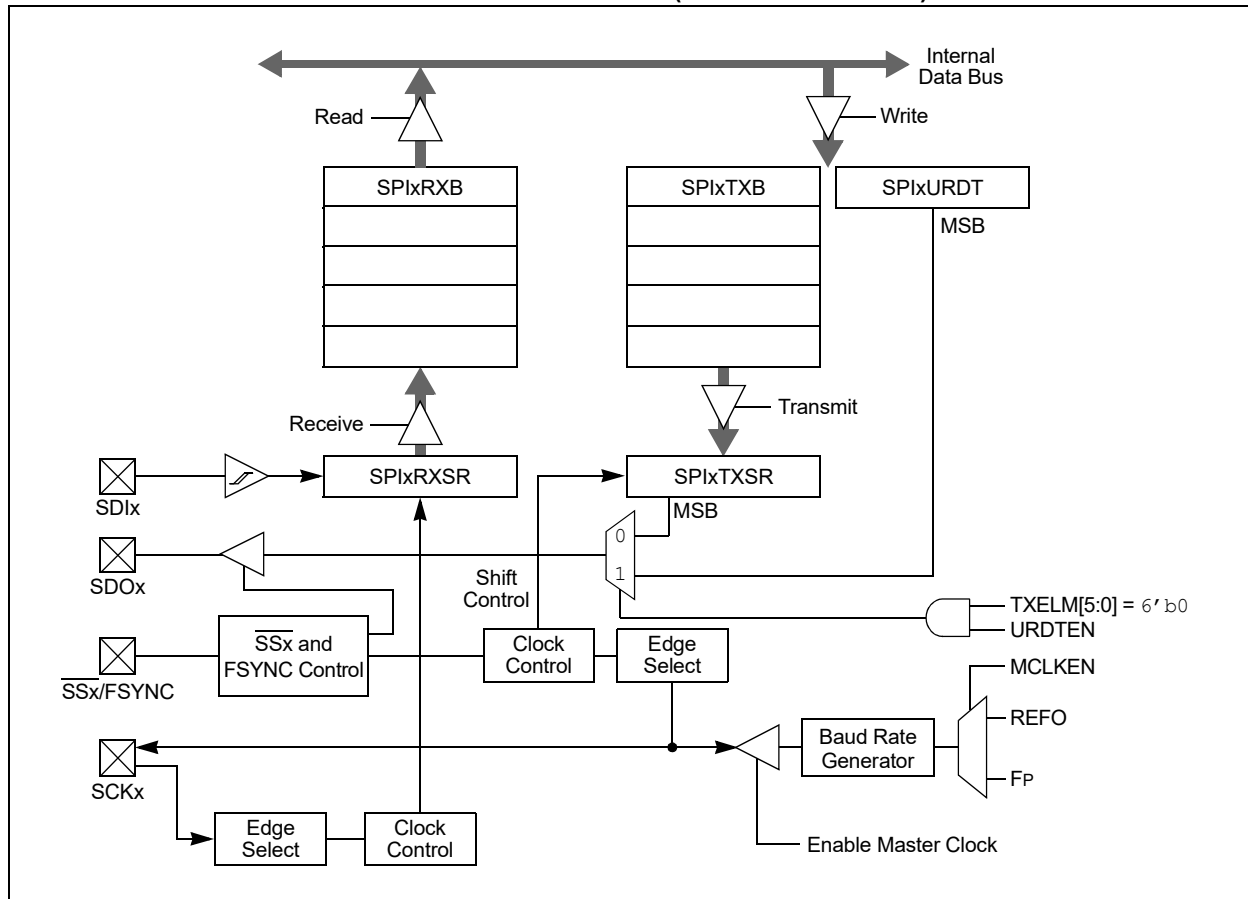 Internal
Data Bus
Read
Write
SPIxRXB
SPIxTXB
SPIxURDT
MSB
Receive
Transmit
SDIx
SPIxRXSR
SPIxTXSR
MSB
0
SDOx
1
Shift
Control
TXELM[5:0] = 6’b0
URDTEN
SSx and
FSYNC Control
Clock
Control
Edge
Select
SSx/FSYNC
MCLKEN
REFO
Baud Rate
Generator
FP
SCKx
Edge
Select
Clock
Control
Enable Master Clock